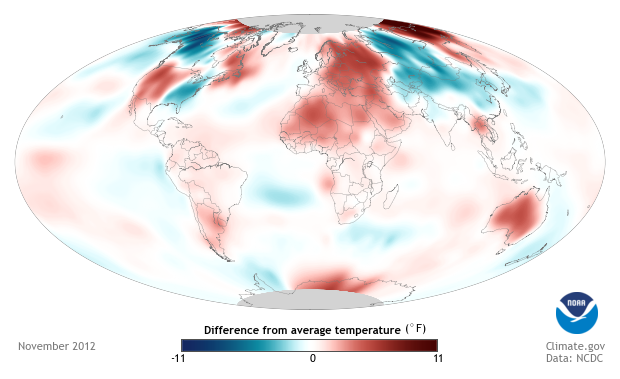 NOAA
Difference from average temperature (°F)
-11 0 11
November 2012
Climate.gov
Data: NCDC